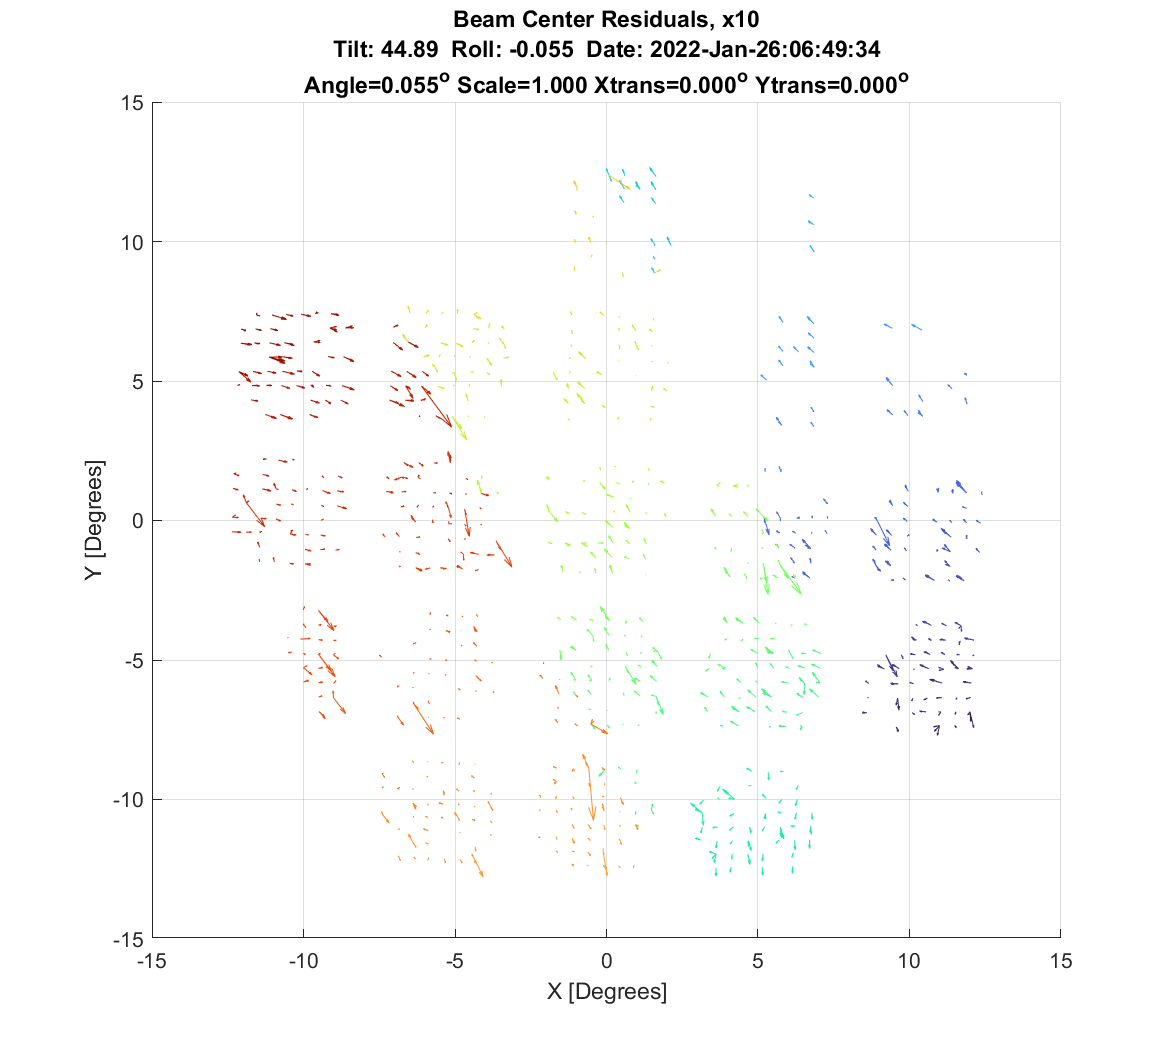 Beam Center Residuals, x10
Tilt: 44.89 Roll: -0.055 Date: 2022-Jan-26:06:49:34
Angle=0.055° Scale=1.000 Xtrans=0.000° Ytrans=0.000°
15
10
5
0
-5
-10
-15
Y [Degrees]
-15 -10 -5 0 5 10 15
X [Degrees]